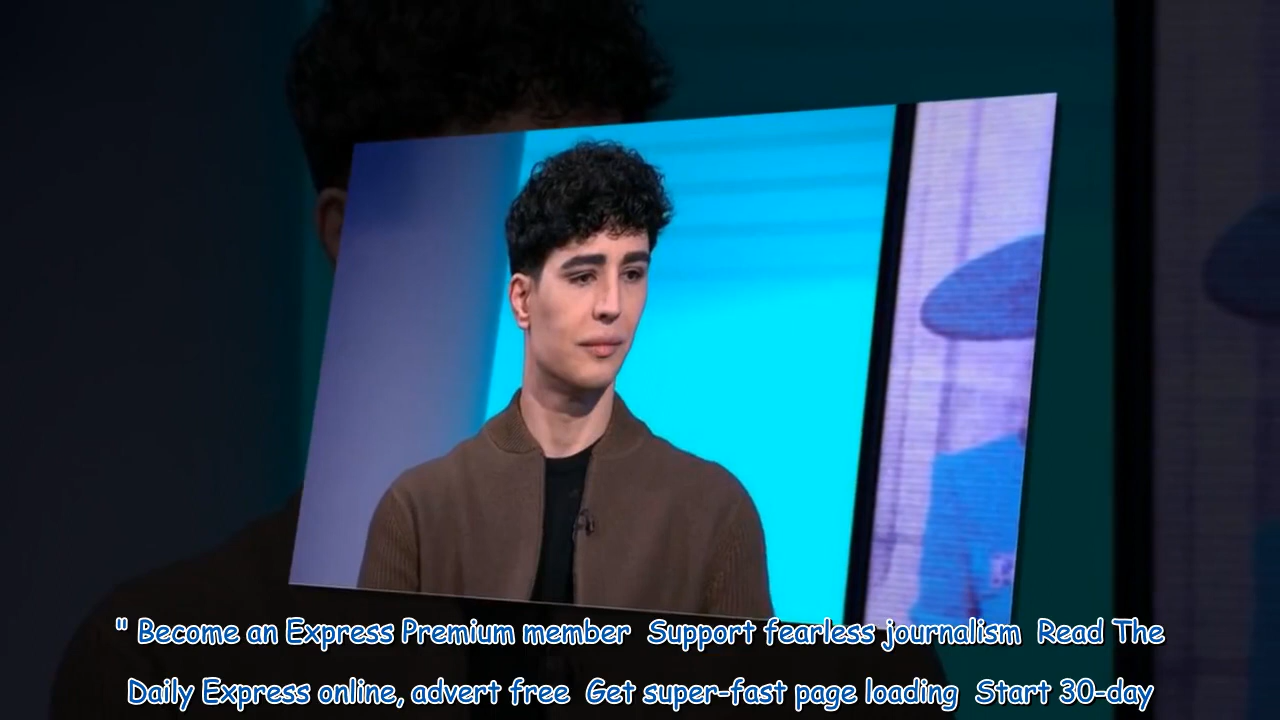 " Become an Express Premium member Support fearless journalism Read The
Daily Express online, advert free Get super-fast page loading Start 30-day